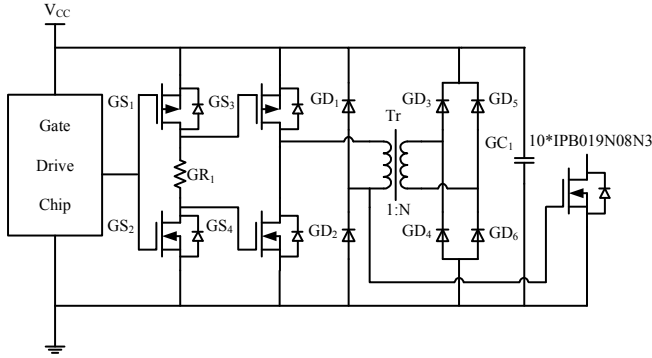 V_CC
Gate
Drive
Chip
GS₁
GS₃
GR₁
GS₂
GS₄
GD₁
GD₂
Tr
1:N
GD₃
GD₅
GD₄
GD₆
GC₁
10*IPB019N08N3